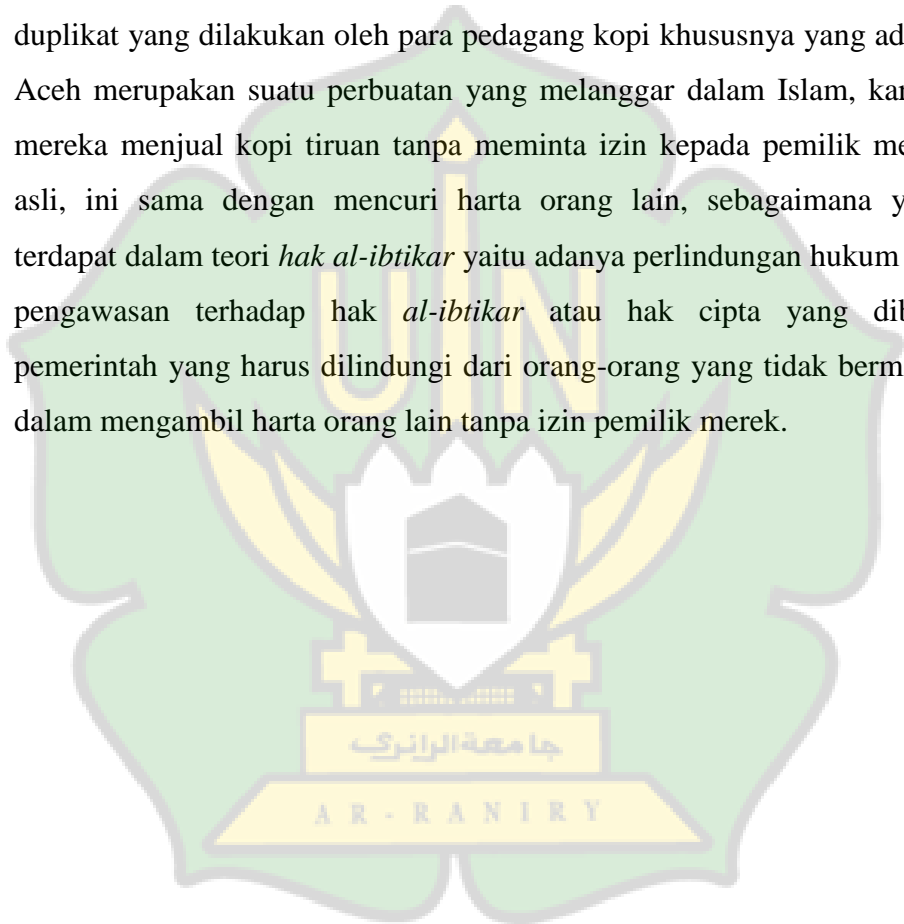 duplikat yang dilakukan oleh para pedagang kopi khususnya yang ad
Aceh merupakan suatu perbuatan yang melanggar dalam Islam, kar
mereka menjual kopi tiruan tanpa meminta izin kepada pemilik me
asli, ini sama dengan mencuri harta orang lain, sebagaimana y
terdapat dalam teori hak al-ibtikar yaitu adanya perlindungan hukum
pengawasan terhadap hak al-ibtikar atau hak cipta yang dib
pemerintah yang harus dilindungi dari orang-orang yang tidak berm
dalam mengambil harta orang lain tanpa izin pemilik merek.
UIN
جامعة الرانري
AR-RANIRY